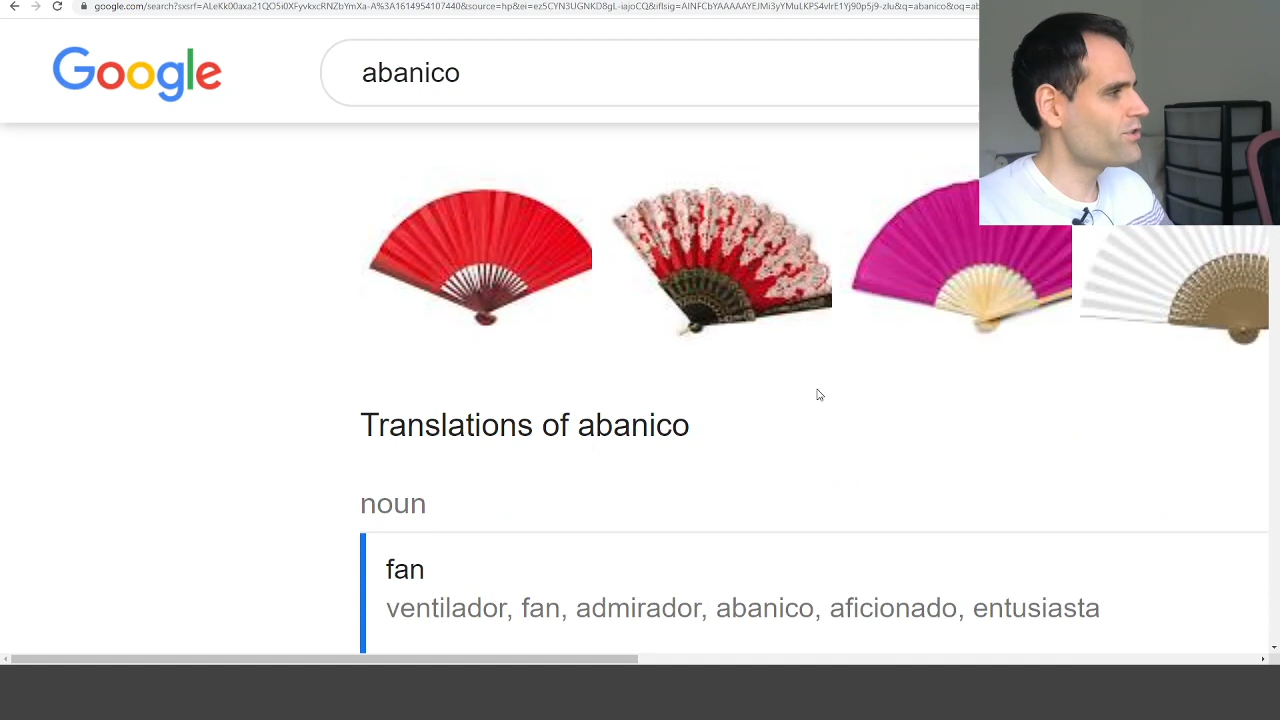 Google
abanico
Translations of abanico
noun
fan
ventilador, fan, admirador, abanico, aficionado, entusiasta